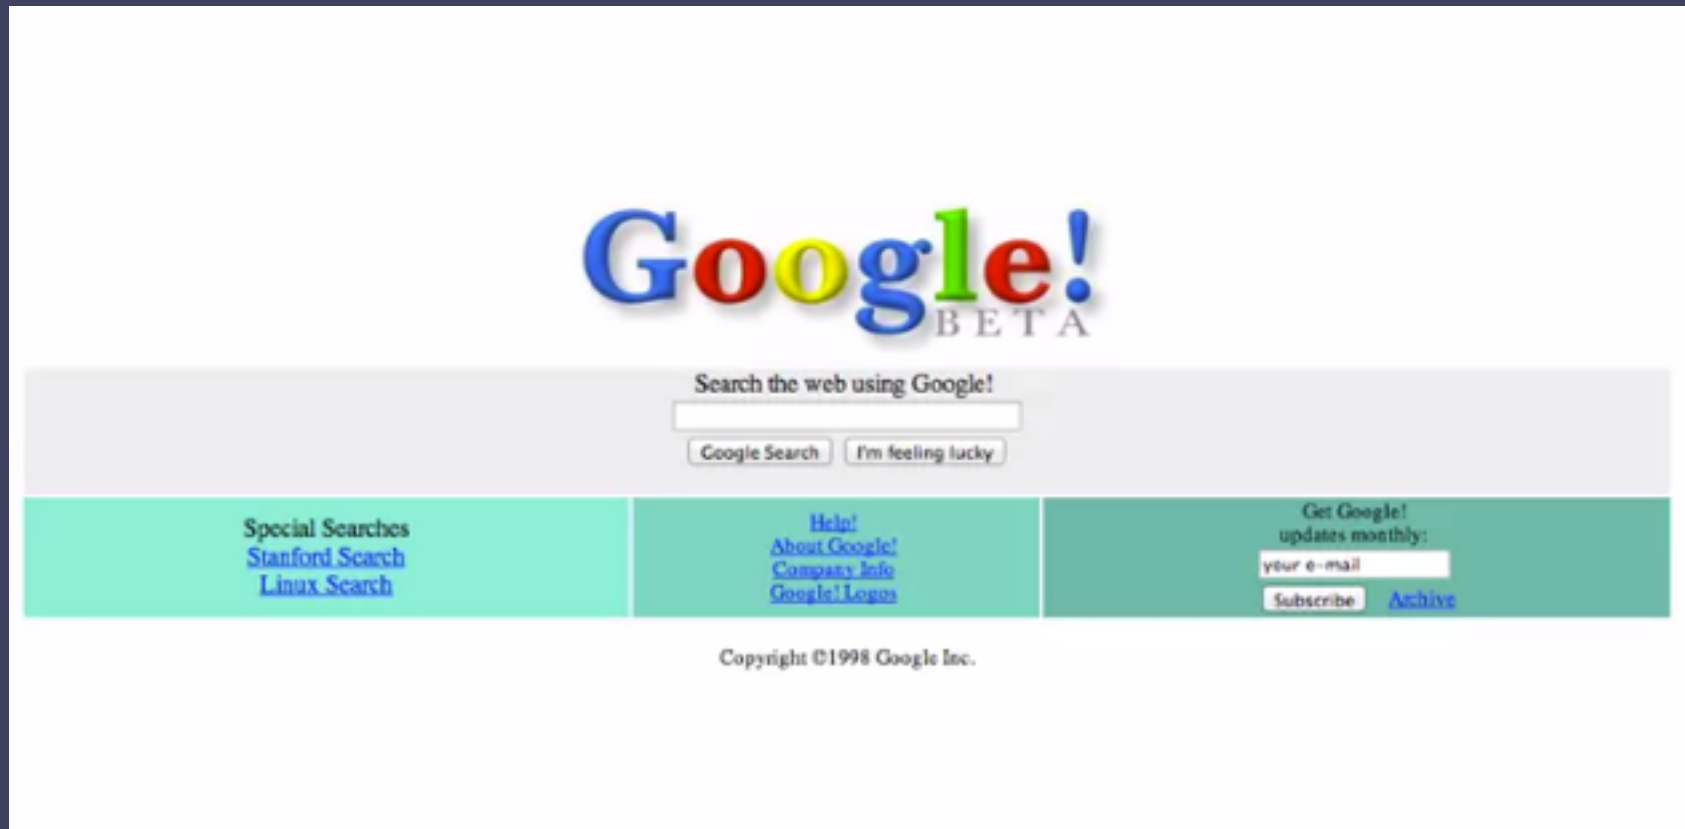 Google!
BETA
Search the web using Google!
Google Search I'm feeling lucky
Special Searches
Stanford Search
Linux Search
Help!
About Google!
Company Info
Google! Logos
Get Google!
updates monthly:
your e-mail
Subscribe Archive
Copyright ©1998 Google Inc.